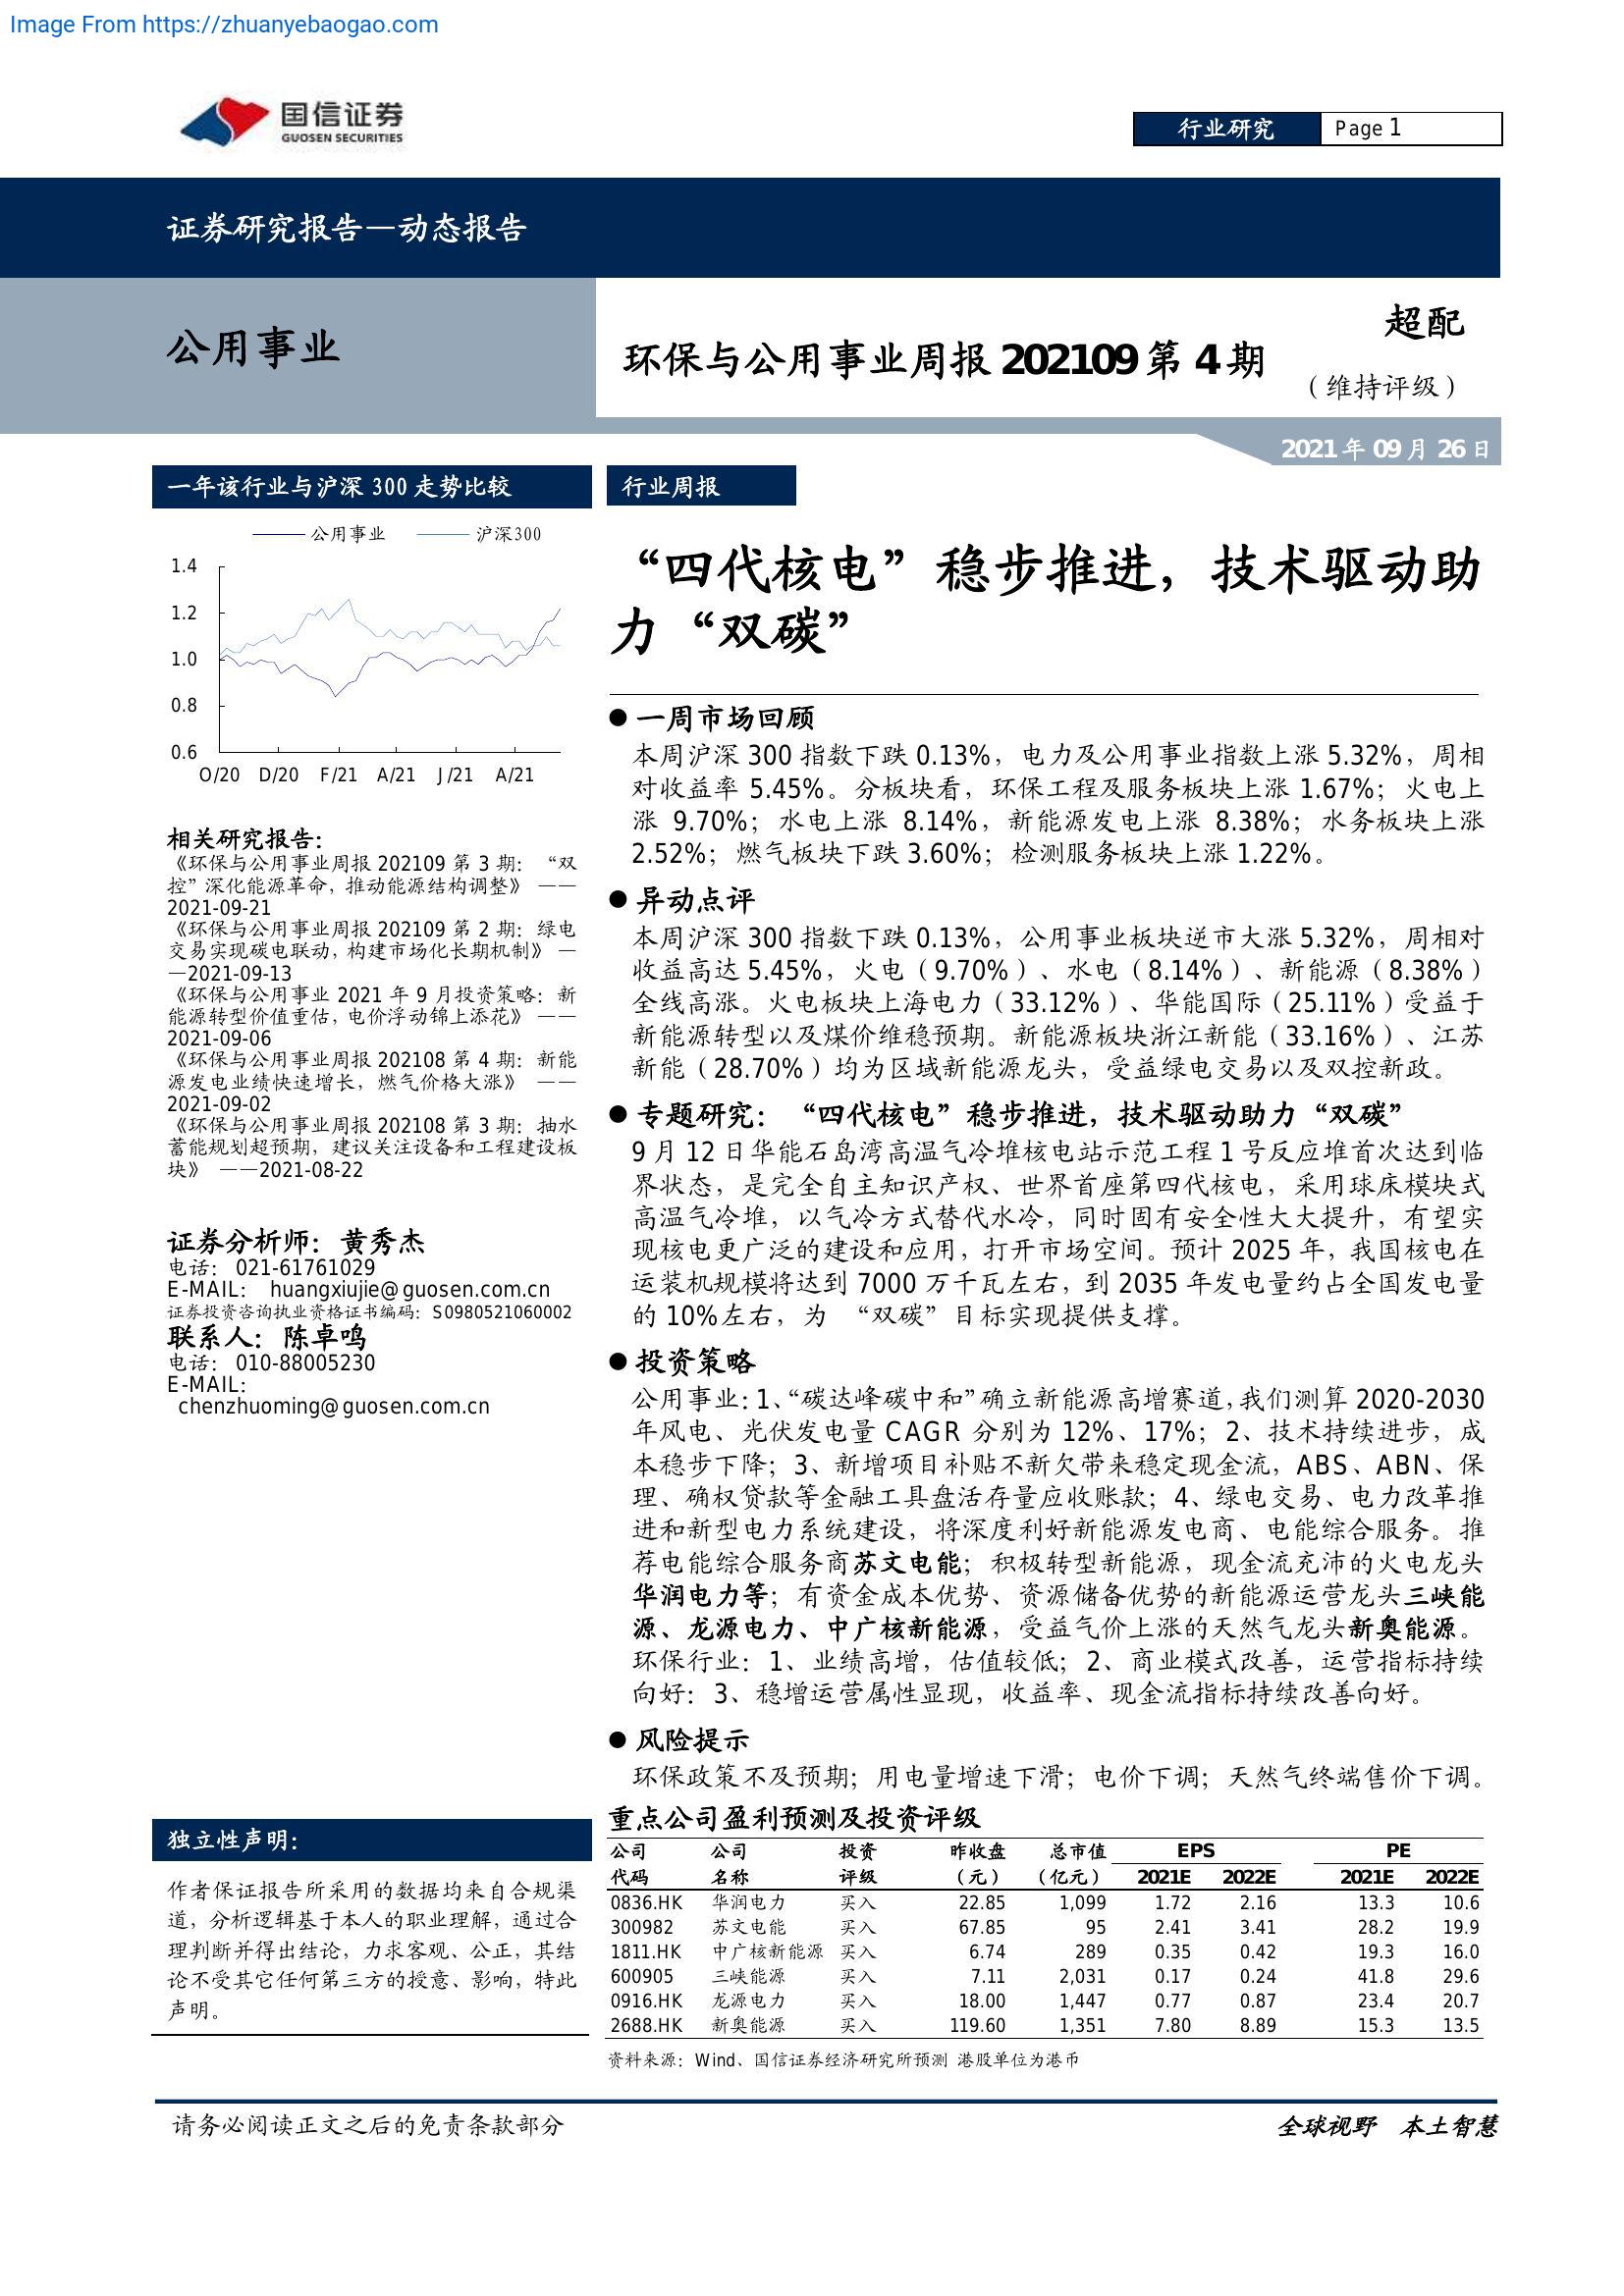 Image From https://zhuanyebaogao.com
国信证券
GUOSEN SECURITIES
行业研究
Page 1
证券研究报告—动态报告
公用事业
环保与公用事业周报 202109 第 4 期
超配
（维持评级）
2021 年 09 月 26 日
一年该行业与沪深 300 走势比较
公用事业 沪深300
1.4
1.2
1.0
0.8
0.6
O/20 D/20 F/21 A/21 J/21 A/21
相关研究报告：
《环保与公用事业周报 202109 第 3 期：“双
控”深化能源革命，推动能源结构调整》 ——
2021-09-21
《环保与公用事业周报 202109 第 2 期：绿电
交易实现碳电联动，构建市场化长期机制》 —
—2021-09-13
《环保与公用事业 2021 年 9 月投资策略：新
能源转型价值重估，电价浮动锦上添花》 ——
2021-09-06
《环保与公用事业周报 202108 第 4 期：新能
源发电业绩快速增长，燃气价格大涨》 ——
2021-09-02
《环保与公用事业周报 202108 第 3 期：抽水
蓄能规划超预期，建议关注设备和工程建设板
块》 ——2021-08-22
证券分析师：黄秀杰
电话： 021-61761029
E-MAIL： huangxiujie@guosen.com.cn
证券投资咨询执业资格证书编码：S0980521060002
联系人：陈卓鸣
电话： 010-88005230
E-MAIL：
chenzhuoming@guosen.com.cn
独立性声明：
作者保证报告所采用的数据均来自合规渠
道，分析逻辑基于本人的职业理解，通过合
理判断并得出结论，力求客观、公正，其结
论不受其它任何第三方的授意、影响，特此
声明。
行业周报
“四代核电”稳步推进，技术驱动助
力“双碳”
● 一周市场回顾
本周沪深 300 指数下跌 0.13%，电力及公用事业指数上涨 5.32%，周相
对收益率 5.45%。分板块看，环保工程及服务板块上涨 1.67%；火电上
涨 9.70%；水电上涨 8.14%，新能源发电上涨 8.38%；水务板块上涨
2.52%；燃气板块下跌 3.60%；检测服务板块上涨 1.22%。
● 异动点评
本周沪深 300 指数下跌 0.13%，公用事业板块逆市大涨 5.32%，周相对
收益高达 5.45%，火电（9.70%）、水电（8.14%）、新能源（8.38%）
全线高涨。火电板块上海电力（33.12%）、华能国际（25.11%）受益于
新能源转型以及煤价维稳预期。新能源板块浙江新能（33.16%）、江苏
新能（28.70%）均为区域新能源龙头，受益绿电交易以及双控新政。
● 专题研究：“四代核电”稳步推进，技术驱动助力“双碳”
9 月 12 日华能石岛湾高温气冷堆核电站示范工程 1 号反应堆首次达到临
界状态，是完全自主知识产权、世界首座第四代核电，采用球床模块式
高温气冷堆，以气冷方式替代水冷，同时固有安全性大大提升，有望实
现核电更广泛的建设和应用，打开市场空间。预计 2025 年，我国核电在
运装机规模将达到 7000 万千瓦左右，到 2035 年发电量约占全国发电量
的 10%左右，为 “双碳”目标实现提供支撑。
● 投资策略
公用事业：1、“碳达峰碳中和”确立新能源高增赛道，我们测算 2020-2030
年风电、光伏发电量 CAGR 分别为 12%、17%；2、技术持续进步，成
本稳步下降；3、新增项目补贴不新欠带来稳定现金流，ABS、ABN、保
理、确权贷款等金融工具盘活存量应收账款；4、绿电交易、电力改革推
进和新型电力系统建设，将深度利好新能源发电商、电能综合服务。推
荐电能综合服务商苏文电能；积极转型新能源，现金流充沛的火电龙头
华润电力等；有资金成本优势、资源储备优势的新能源运营龙头三峡能
源、龙源电力、中广核新能源，受益气价上涨的天然气龙头新奥能源。
环保行业：1、业绩高增，估值较低；2、商业模式改善，运营指标持续
向好：3、稳增运营属性显现，收益率、现金流指标持续改善向好。
● 风险提示
环保政策不及预期；用电量增速下滑；电价下调；天然气终端售价下调。
重点公司盈利预测及投资评级
公司 公司 投资 昨收盘 总市值 EPS PE
代码 名称 评级 （元） （亿元） 2021E 2022E 2021E 2022E
0836.HK 华润电力 买入 22.85 1,099 1.72 2.16 13.3 10.6
300982 苏文电能 买入 67.85 95 2.41 3.41 28.2 19.9
1811.HK 中广核新能源 买入 6.74 289 0.35 0.42 19.3 16.0
600905 三峡能源 买入 7.11 2,031 0.17 0.24 41.8 29.6
0916.HK 龙源电力 买入 18.00 1,447 0.77 0.87 23.4 20.7
2688.HK 新奥能源 买入 119.60 1,351 7.80 8.89 15.3 13.5
资料来源：Wind、国信证券经济研究所预测 港股单位为港币
请务必阅读正文之后的免责条款部分
全球视野 本土智慧